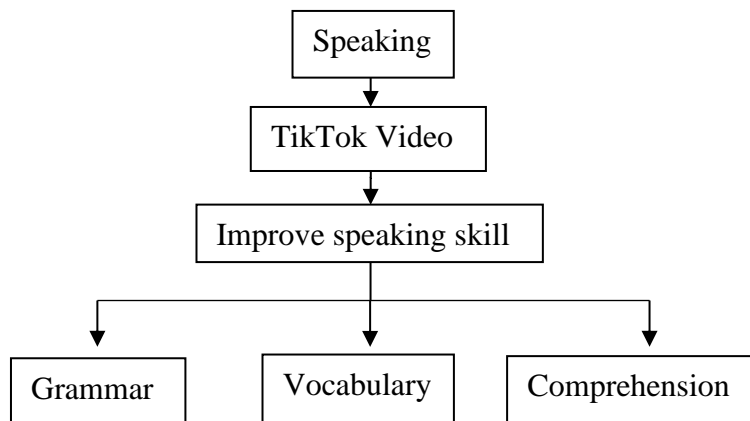 Speaking
TikTok Video
Improve speaking skill
Grammar
Vocabulary
Comprehension